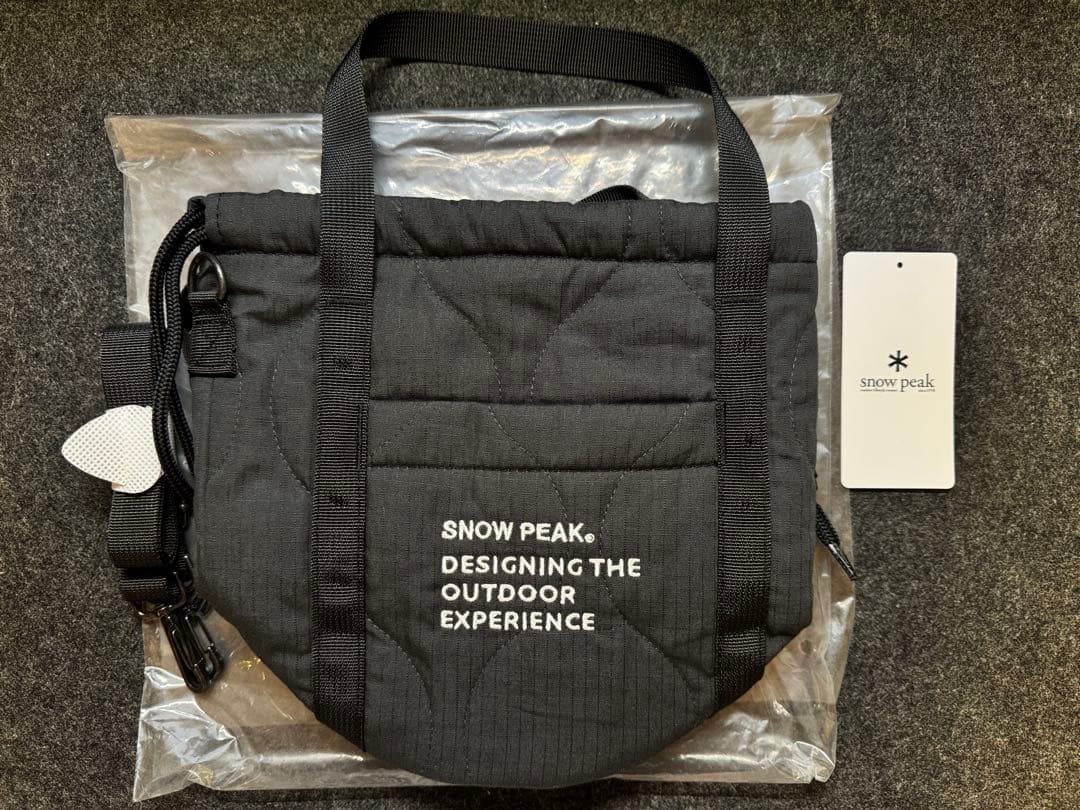 SNOW PEAK®
DESIGNING THE
OUTDOOR
EXPERIENCE
snow peak